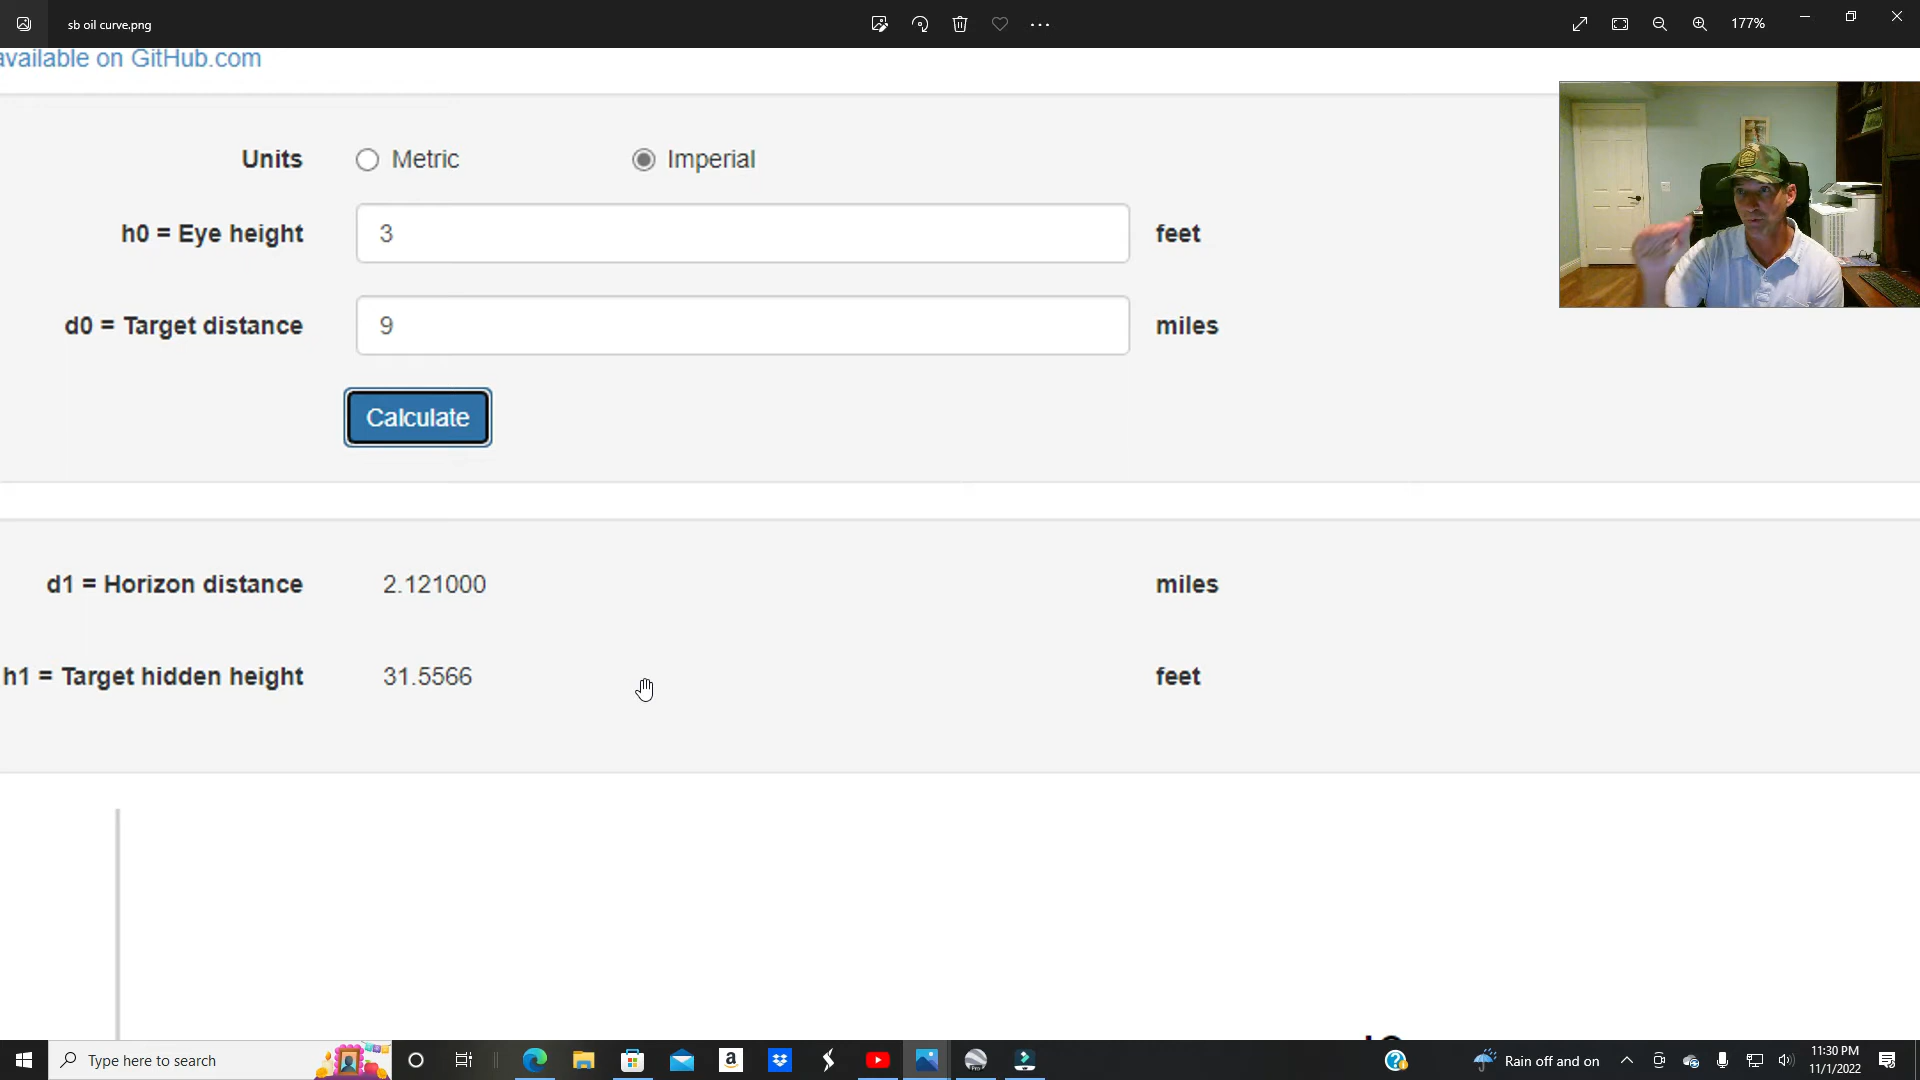 sb oil curve.png
177%
available on GitHub.com
Units
Metric
Imperial
h0 = Eye height
3
feet
d0 = Target distance
9
miles
Calculate
d1 = Horizon distance
2.121000
miles
h1 = Target hidden height
31.5566
feet
Type here to search
Rain off and on
11:30 PM
11/1/2022